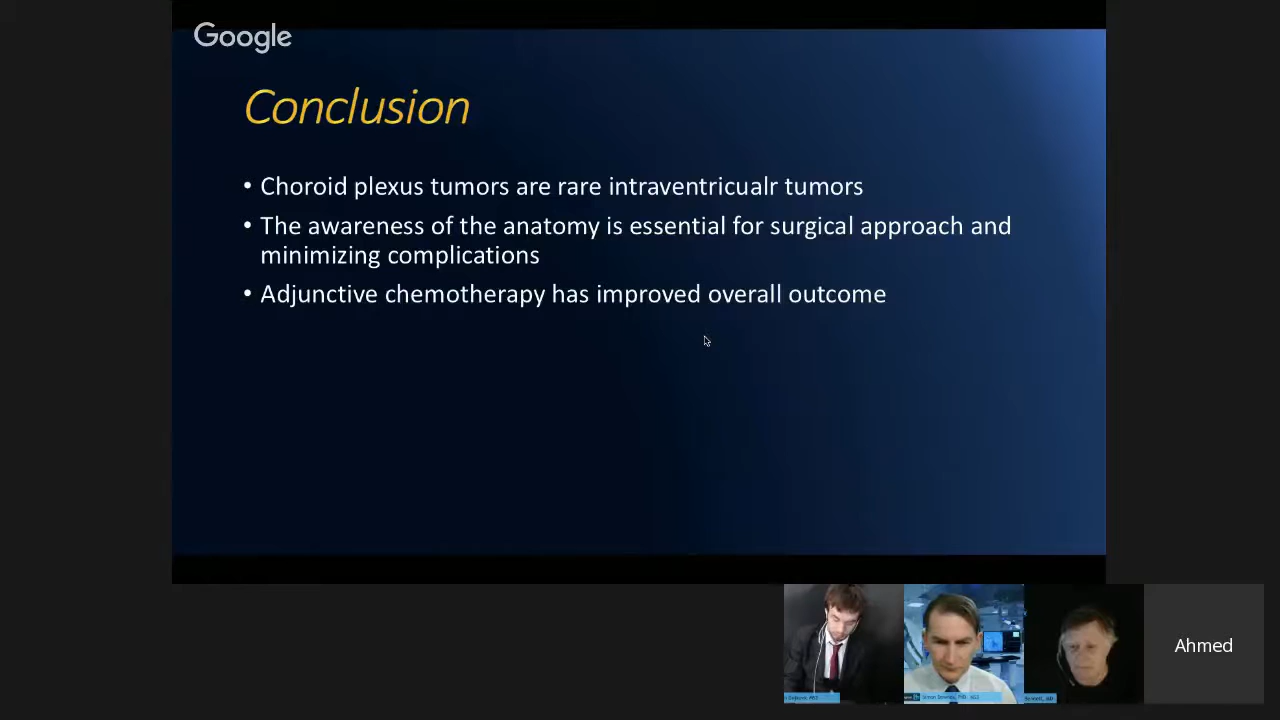 Google
Conclusion
• Choroid plexus tumors are rare intraventricualr tumors
• The awareness of the anatomy is essential for surgical approach and
minimizing complications
• Adjunctive chemotherapy has improved overall outcome
Ahmed